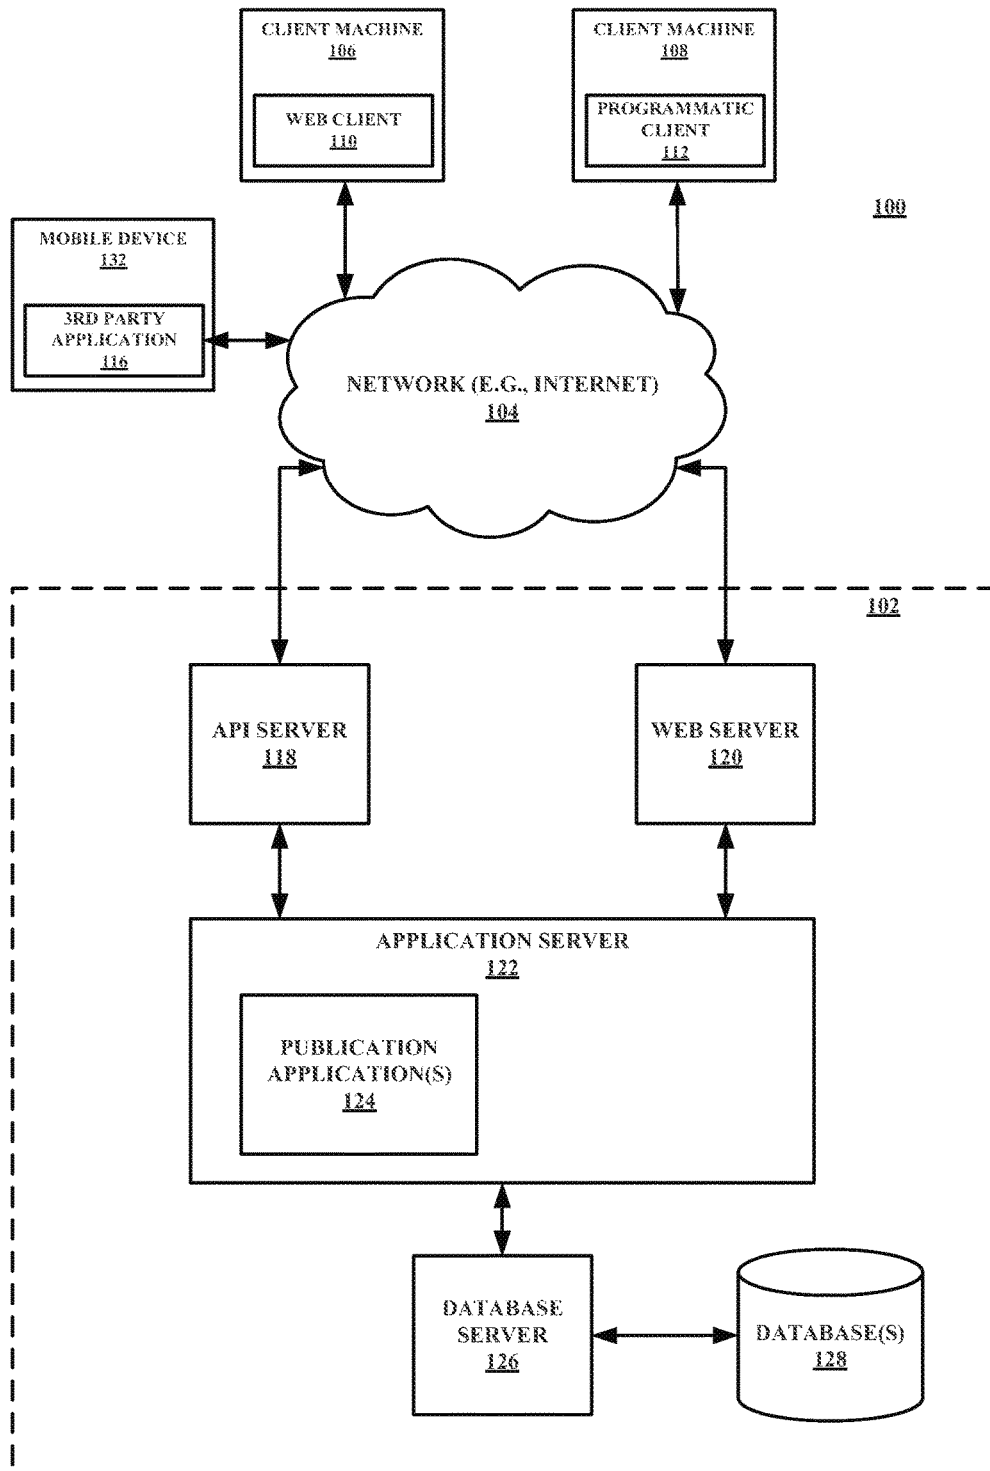 CLIENT MACHINE
106
WEB CLIENT
110
CLIENT MACHINE
108
PROGRAMMATIC
CLIENT
112
100
MOBILE DEVICE
132
3RD PARTY
APPLICATION
116
NETWORK (E.G., INTERNET)
104
102
API SERVER
118
WEB SERVER
120
APPLICATION SERVER
122
PUBLICATION
APPLICATION(S)
124
DATABASE
SERVER
126
DATABASE(S)
128